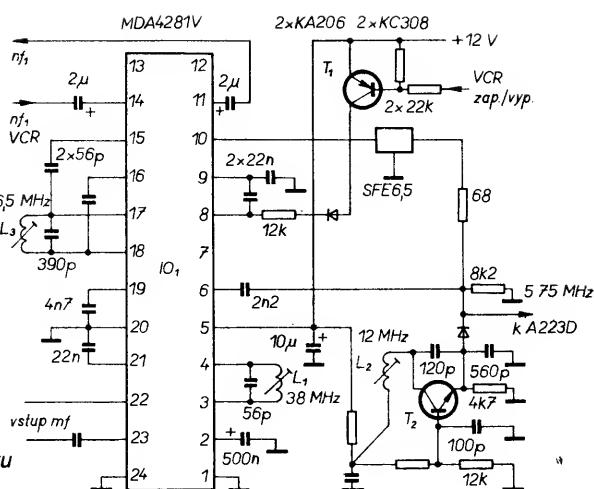 MDA4281V
2×KA206 2×KC308
+12 V
nf₁
13
12
T₁
VCR
zap./vyp.
2μ
2μ
14
11
+
+
2×22k
nf₁
VCR
15
10
2×56p
2×22n
SFE6,5
16
9
6,5 MHz
17
8
68
L₃
12k
18
7
390p
IO₁
8k2
19
6
5 75 MHz
4n7
2n2
k A223D
20
5
10μ
+
12 MHz
22n
L₂
120p
560p
21
4
L₁
38 MHz
T₂
4k7
22
3
56p
vstup mf
100p
23
2
+
500n
u
12k
24
1